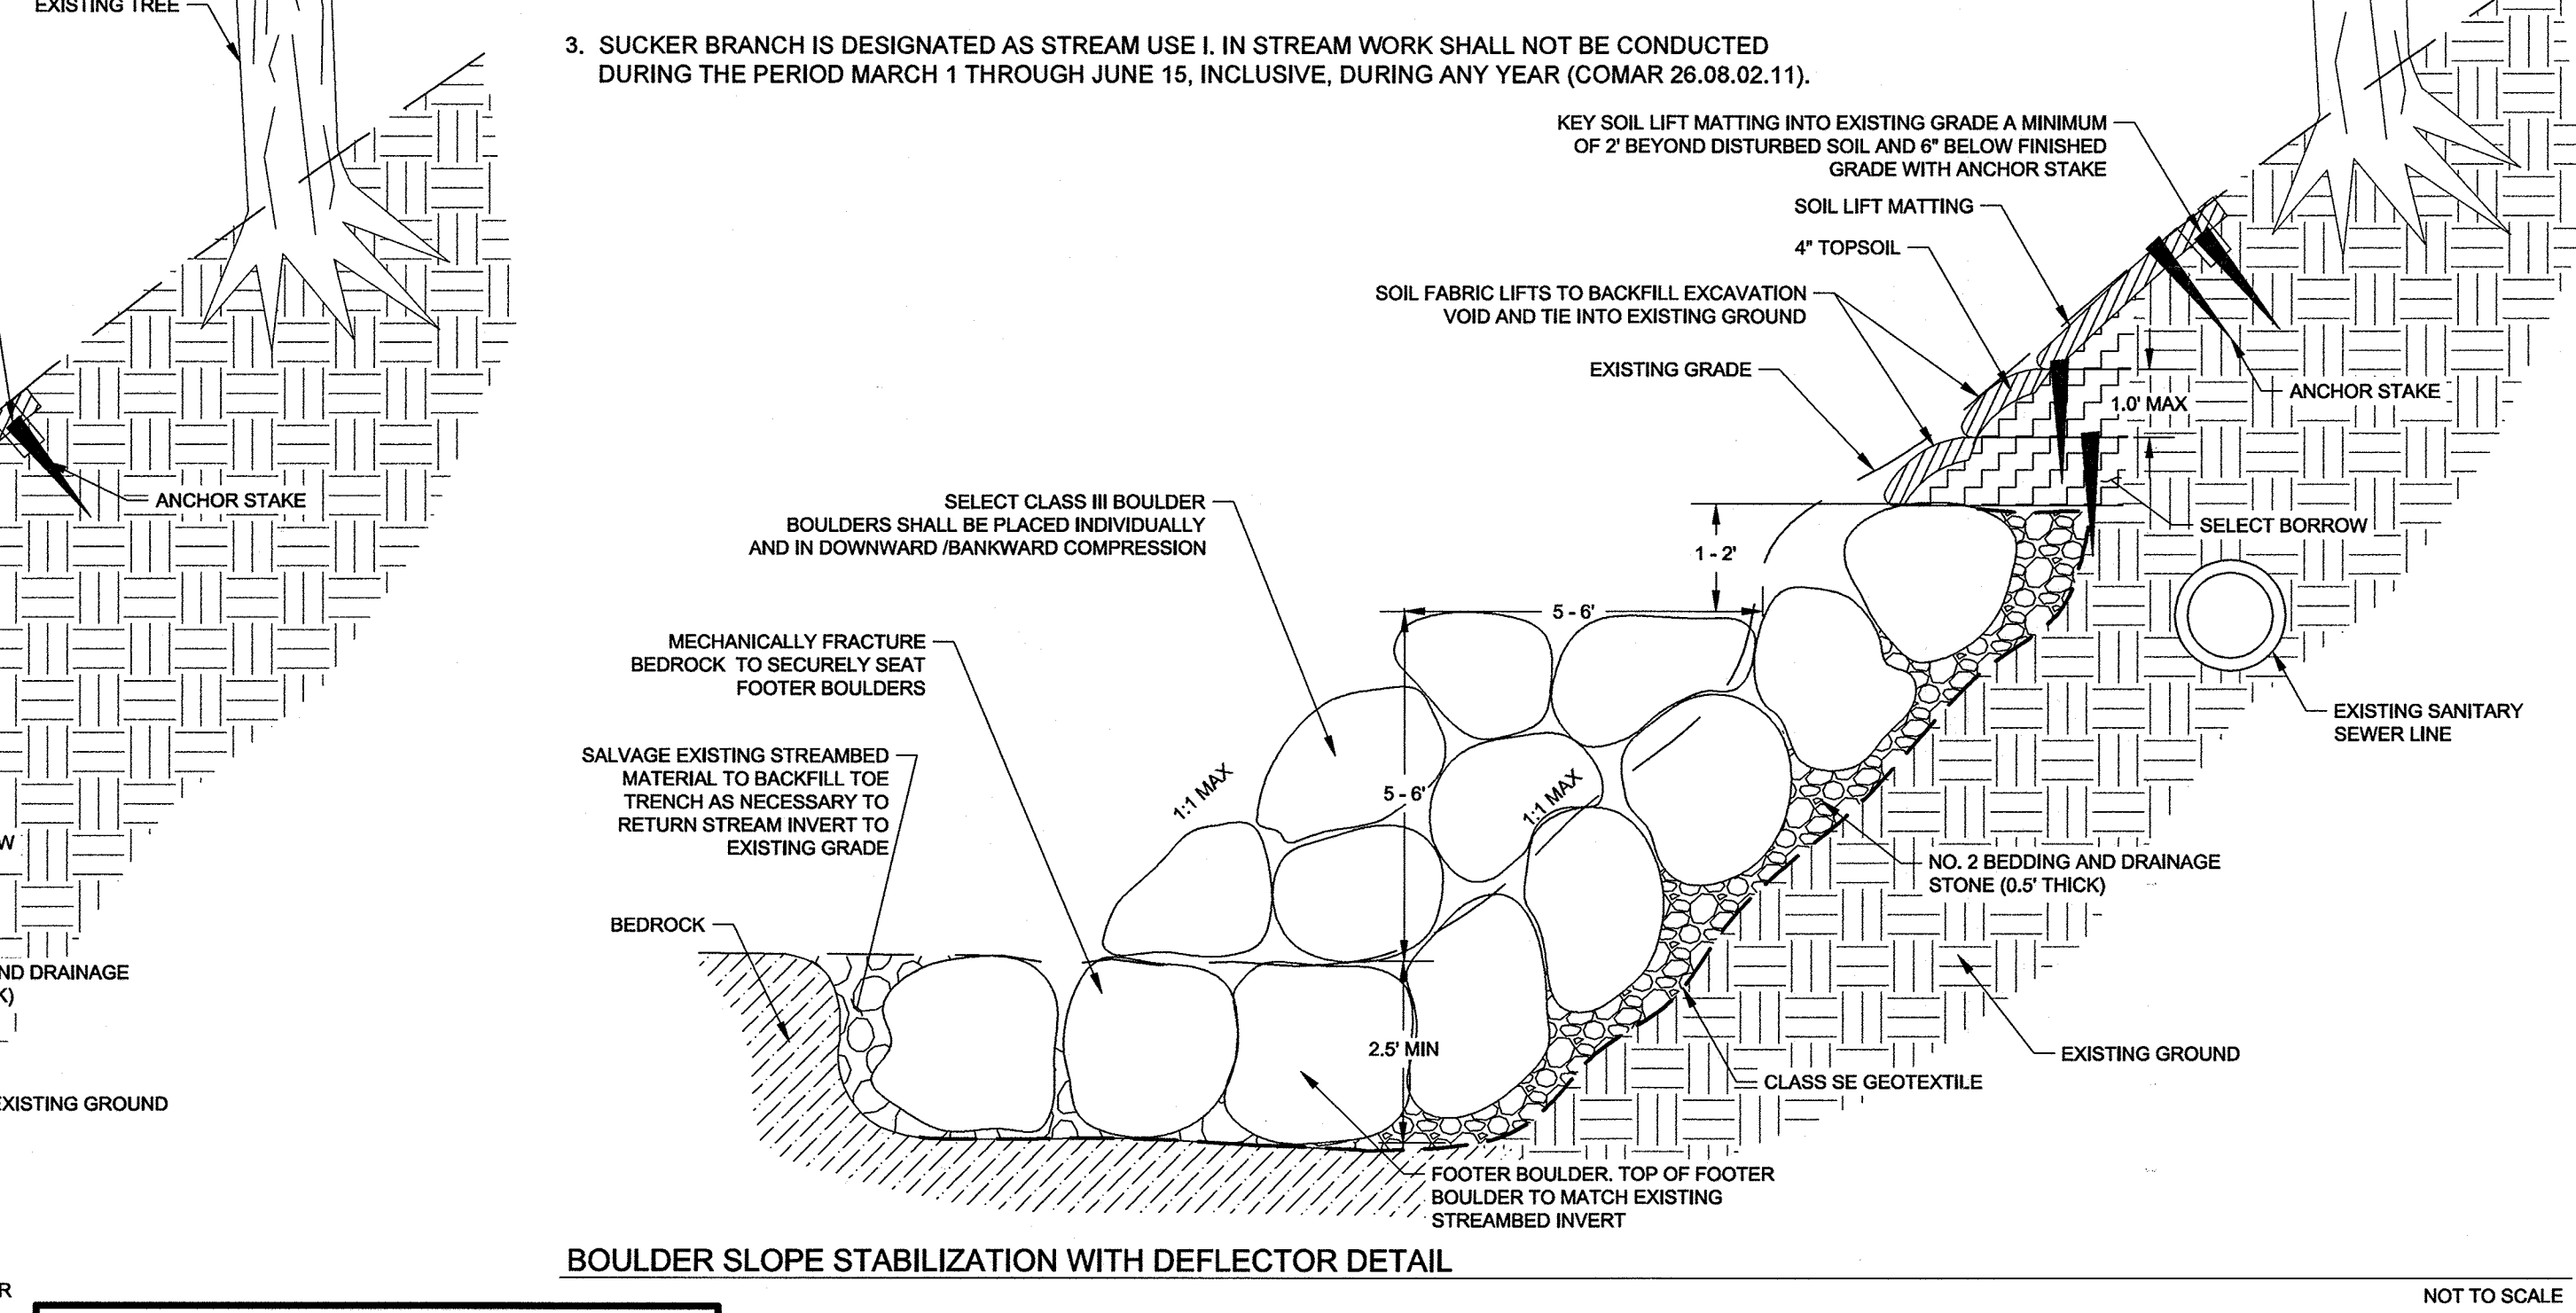 EXISTING TREE
3. SUCKER BRANCH IS DESIGNATED AS STREAM USE I. IN STREAM WORK SHALL NOT BE CONDUCTED
DURING THE PERIOD MARCH 1 THROUGH JUNE 15, INCLUSIVE, DURING ANY YEAR (COMAR 26.08.02.11).
KEY SOIL LIFT MATTING INTO EXISTING GRADE A MINIMUM
OF 2' BEYOND DISTURBED SOIL AND 6" BELOW FINISHED
GRADE WITH ANCHOR STAKE
SOIL LIFT MATTING
4" TOPSOIL
SOIL FABRIC LIFTS TO BACKFILL EXCAVATION
VOID AND TIE INTO EXISTING GROUND
EXISTING GRADE
ANCHOR STAKE
1.0' MAX
ANCHOR STAKE
SELECT CLASS III BOULDER
BOULDERS SHALL BE PLACED INDIVIDUALLY
AND IN DOWNWARD /BANKWARD COMPRESSION
SELECT BORROW
1 - 2'
5 - 6'
MECHANICALLY FRACTURE
BEDROCK TO SECURELY SEAT
FOOTER BOULDERS
EXISTING SANITARY
SEWER LINE
SALVAGE EXISTING STREAMBED
MATERIAL TO BACKFILL TOE
TRENCH AS NECESSARY TO
RETURN STREAM INVERT TO
EXISTING GRADE
1:1 MAX
5 - 6'
1:1 MAX
W
NO. 2 BEDDING AND DRAINAGE
STONE (0.5' THICK)
BEDROCK
ND DRAINAGE
K)
2.5' MIN
EXISTING GROUND
CLASS SE GEOTEXTILE
EXISTING GROUND
FOOTER BOULDER. TOP OF FOOTER
BOULDER TO MATCH EXISTING
STREAMBED INVERT
BOULDER SLOPE STABILIZATION WITH DEFLECTOR DETAIL
R
NOT TO SCALE